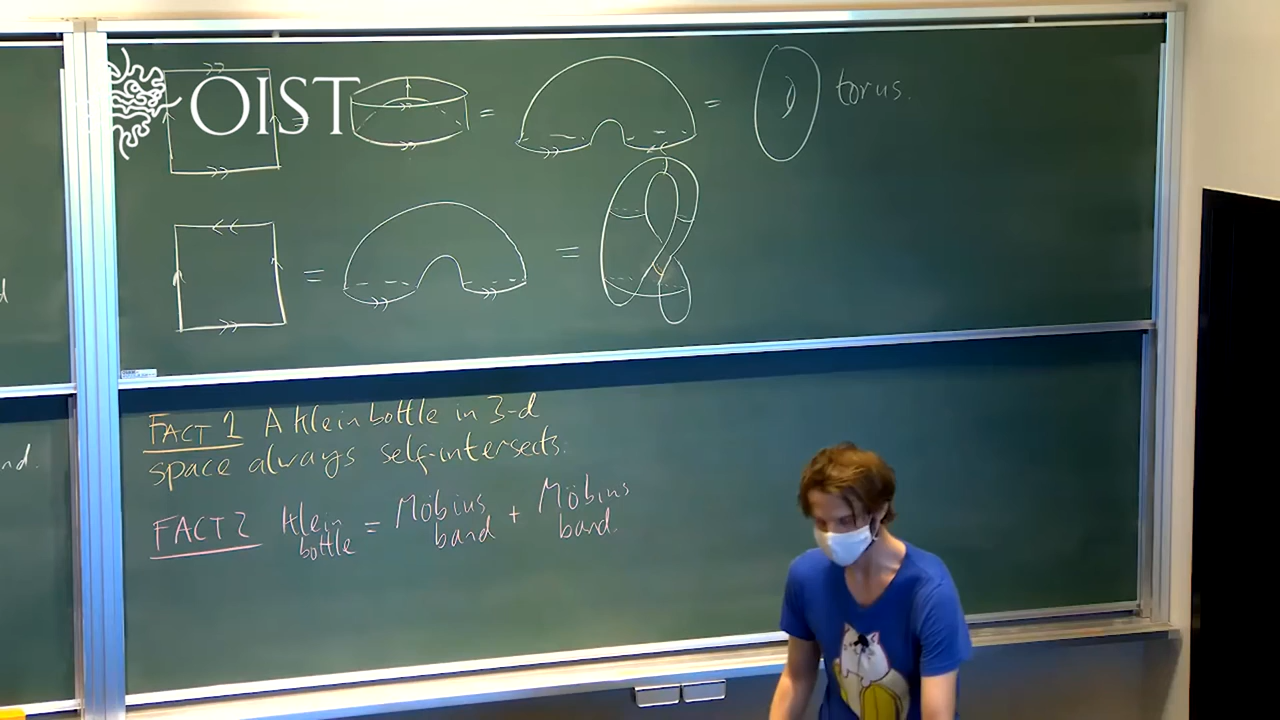 OIST
=
=
=
torus.
=
=
d
FACT 1 A Klein bottle in 3-d
space always self-intersects.
nd.
FACT 2 Klein bottle = Möbius band + Möbius band.